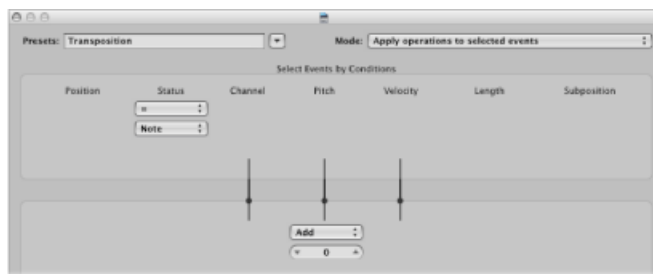 Presets: Transposition Mode: Apply operations to selected events
Select Events by Conditions
Position Status Channel Pitch Velocity Length Subposition
=
Note
Add
0